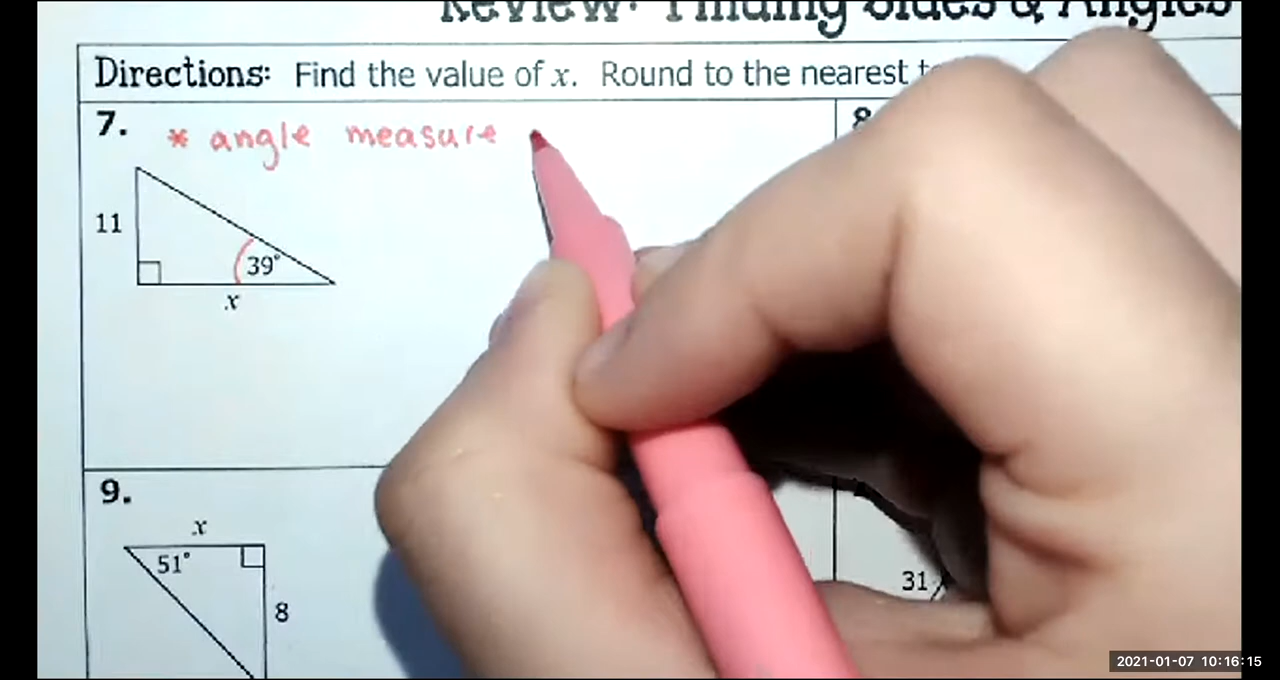 Review: Finding Sides & Angles
Directions: Find the value of x. Round to the nearest
7. * angle measure
8
11
39°
x
9.
x
51°
8
31
2021-01-07 10:16:15